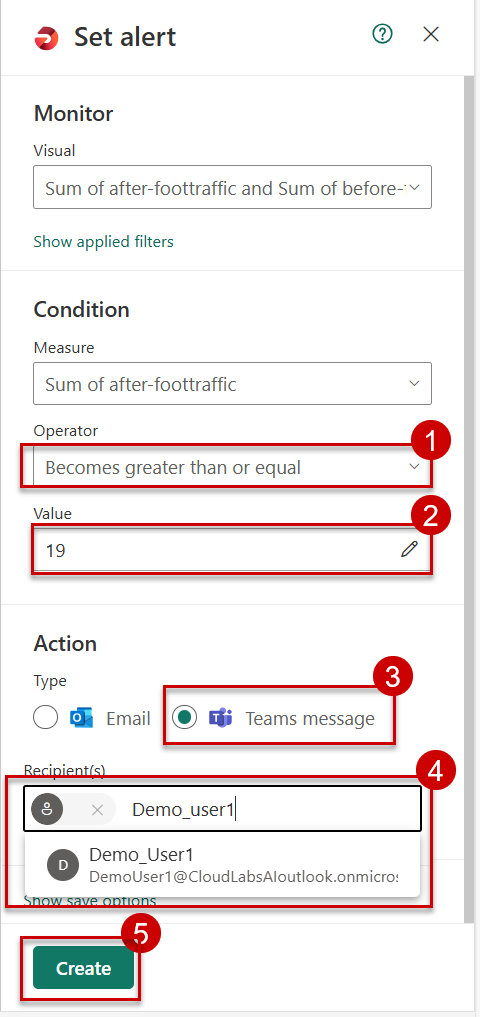 Set alert
Monitor
Visual
Sum of after-foottraffic and Sum of before-
Show applied filters
Condition
Measure
Sum of after-foottraffic
Operator
1
Becomes greater than or equal
Value
2
19
Action
Type
3
Email
Teams message
Recipient(s)
4
Demo_user1
D
Demo_User1
DemoUser1@CloudLabsAIoutlook.onmicros
Show save options
5
Create